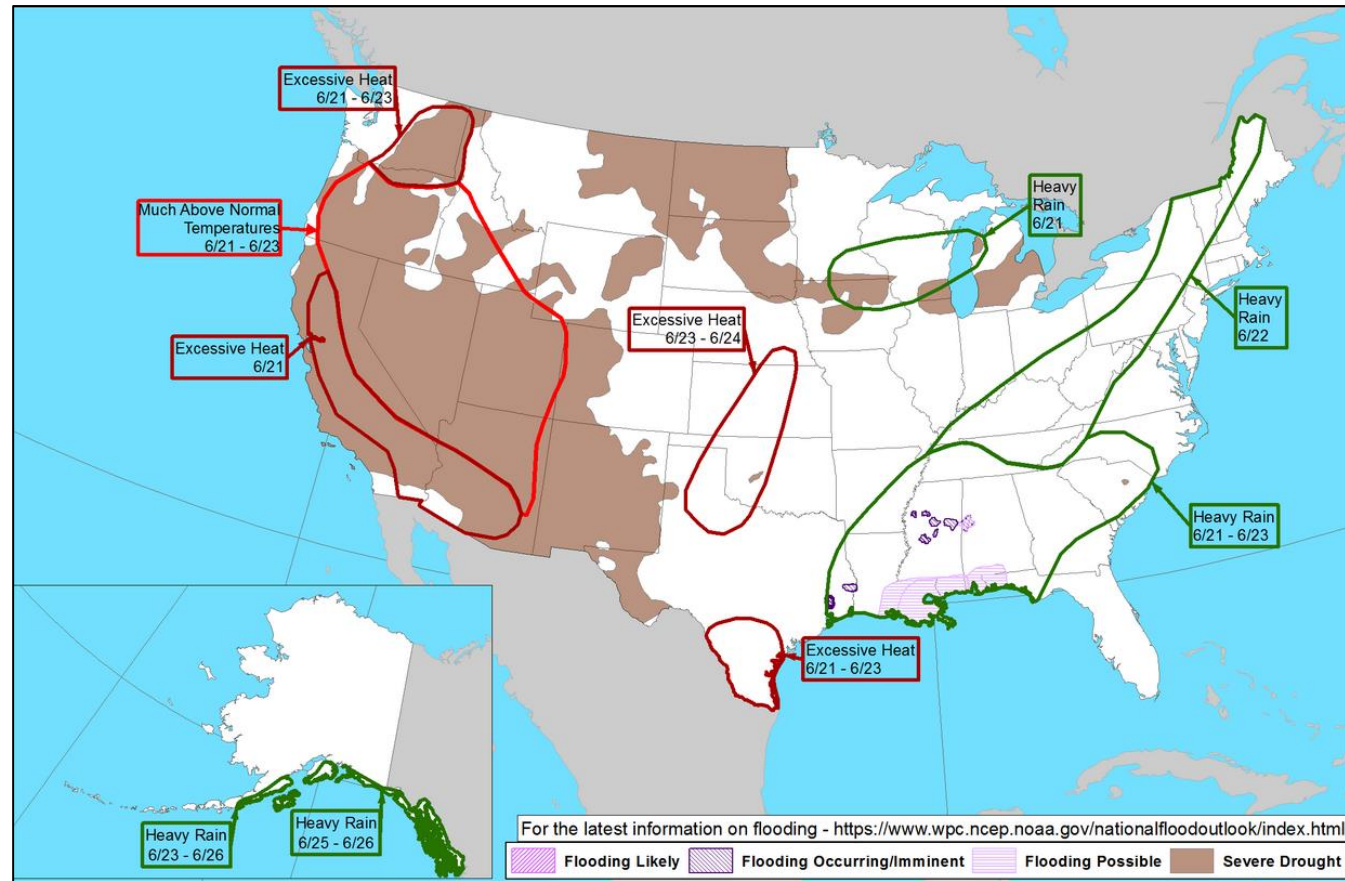 Excessive Heat
6/21 - 6/23
Much Above Normal
Temperatures
6/21 - 6/23
Excessive Heat
6/21
Excessive Heat
6/23 - 6/24
Heavy
Rain
6/21
Heavy
Rain
6/22
Heavy Rain
6/21 - 6/23
Excessive Heat
6/21 - 6/23
Heavy Rain
6/23 - 6/26
Heavy Rain
6/25 - 6/26
For the latest information on flooding - https://www.wpc.ncep.noaa.gov/nationalfloodoutlook/index.html
Flooding Likely
Flooding Occurring/Imminent
Flooding Possible
Severe Drought